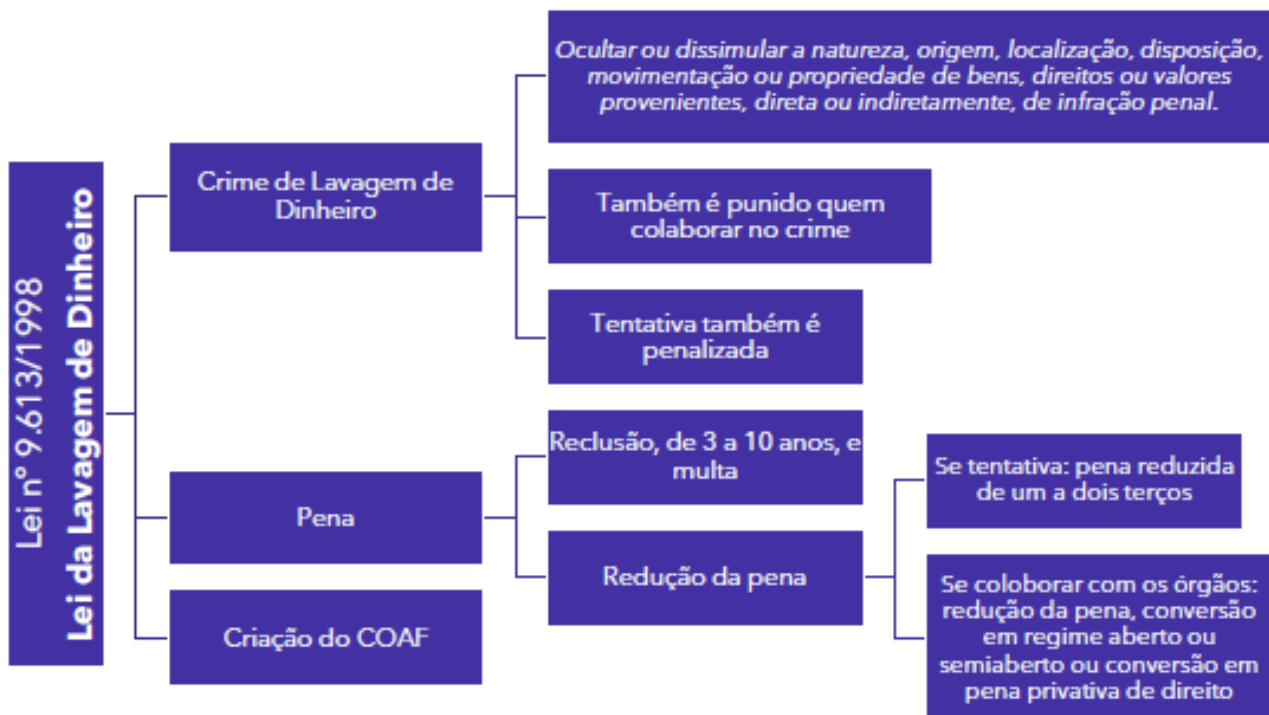 Lei n° 9.613/1998
Lei da Lavagem de Dinheiro
Crime de Lavagem de
Dinheiro
Ocultar ou dissimular a natureza, origem, localização, disposição,
movimentação ou propriedade de bens, direitos ou valores
provenientes, direta ou indiretamente, de infração penal.
Também é punido quem
colaborar no crime
Tentativa também é
penalizada
Pena
Reclusão, de 3 a 10 anos, e
multa
Redução da pena
Se tentativa: pena reduzida
de um a dois terços
Se coloborar com os órgãos:
redução da pena, conversão
em regime aberto ou
semiaberto ou conversão em
pena privativa de direito
Criação do COAF